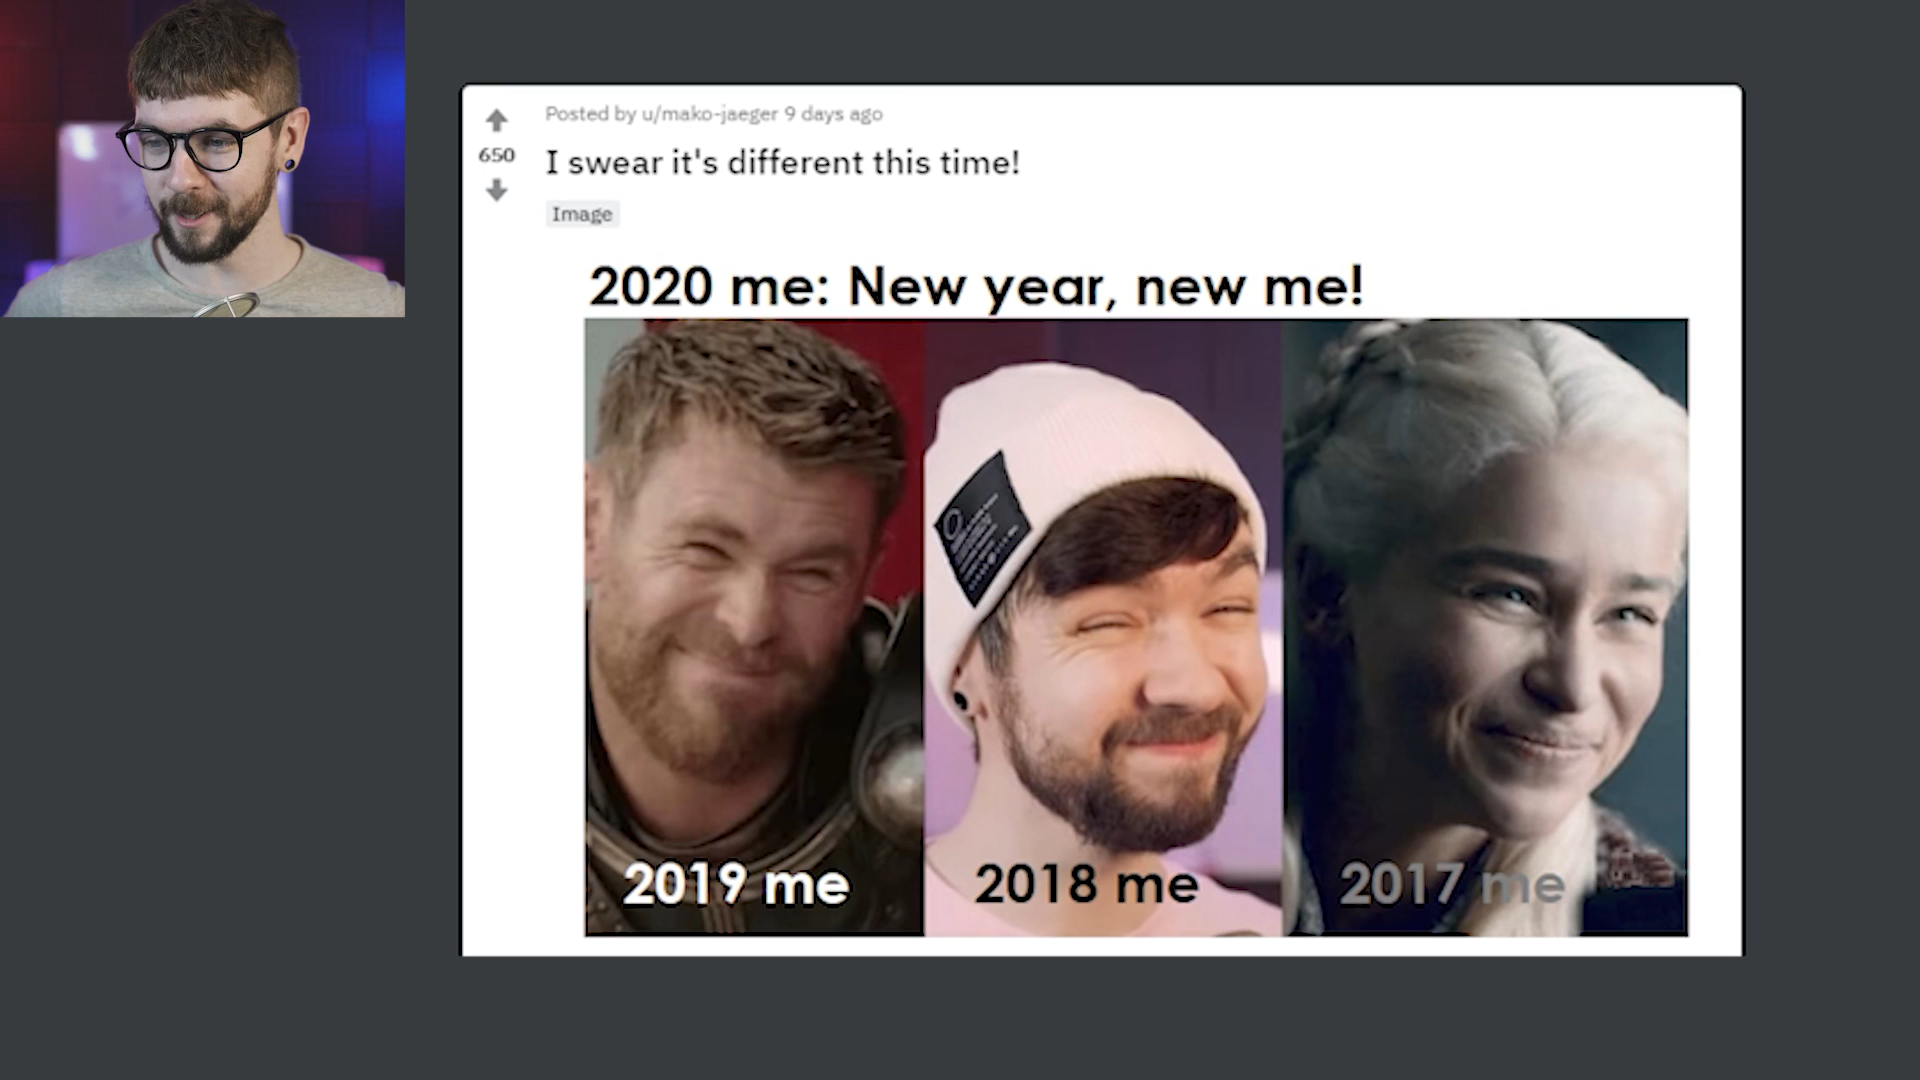 Posted by u/mako-jaeger 9 days ago
650
I swear it's different this time!
Image
2020 me: New year, new me!
2019 me
2018 me
2017 me